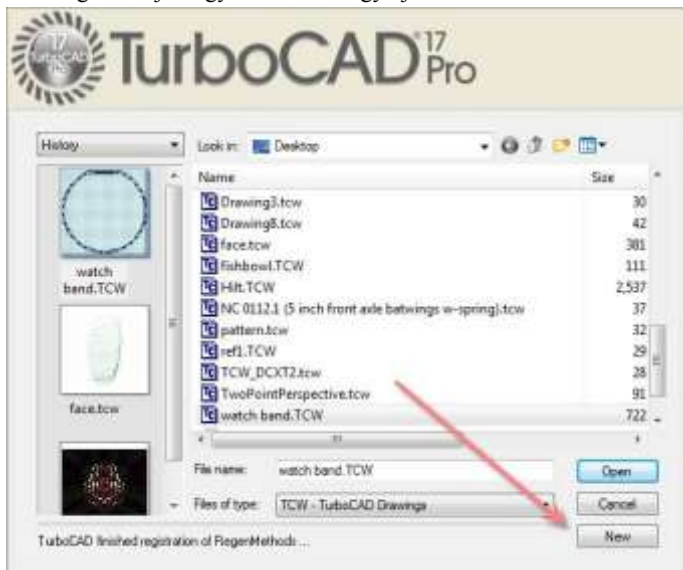 TurboCAD 17 Pro
History
Look in: Desktop
Name Size
Drawing3.tcw 30
Drawing8.tcw 42
face.tcw 381
fishbowl.TCW 111
Hilt.TCW 2,537
NC 0112.1 (5 inch front axle batwings w-spring).tcw 37
pattern.tcw 32
ref1.TCW 29
TCW_DCXT2.tcw 28
TwoPointPerspective.tcw 91
watch band.TCW 722
watch
band.TCW
face.tcw
File name: watch band.TCW
Open
Files of type: TCW - TurboCAD Drawings
Cancel
New
TurboCAD finished registration of RegenMethods ...